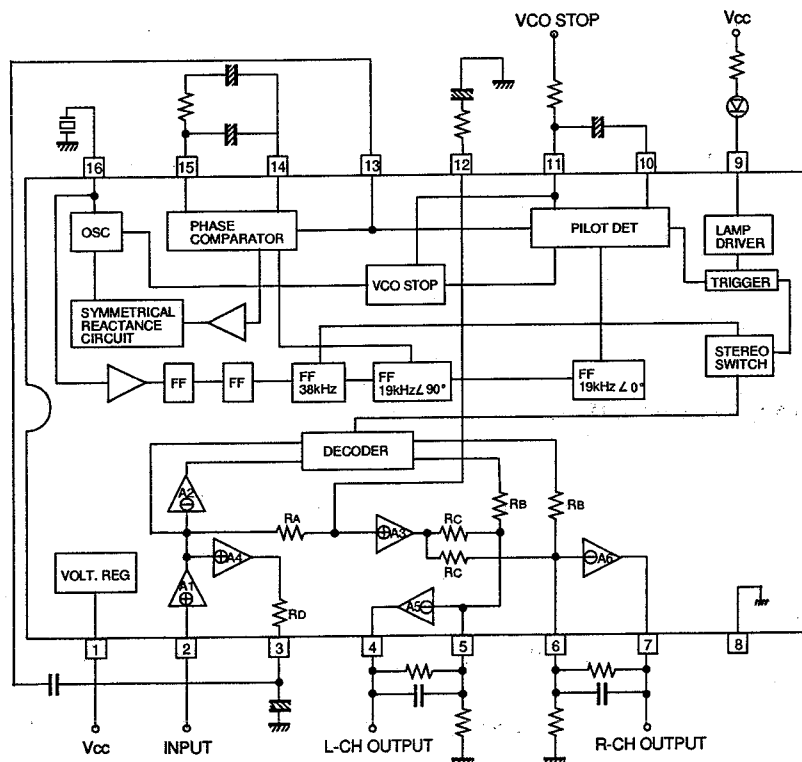 VCO STOP Vcc
16 15 14 13 12 11 10 9
OSC
PHASE
COMPARATOR
PILOT DET
LAMP
DRIVER
VCO STOP
TRIGGER
SYMMETRICAL
REACTANCE
CIRCUIT
STEREO
SWITCH
FF
FF
FF
38kHz
FF
19kHz∠90°
FF
19kHz∠0°
DECODER
A2
RA
A3
RC
RB
RB
RC
A4
A6
VOLT. REG
A1
RD
A5
1 2 3 4 5 6 7 8
Vcc INPUT L-CH OUTPUT R-CH OUTPUT